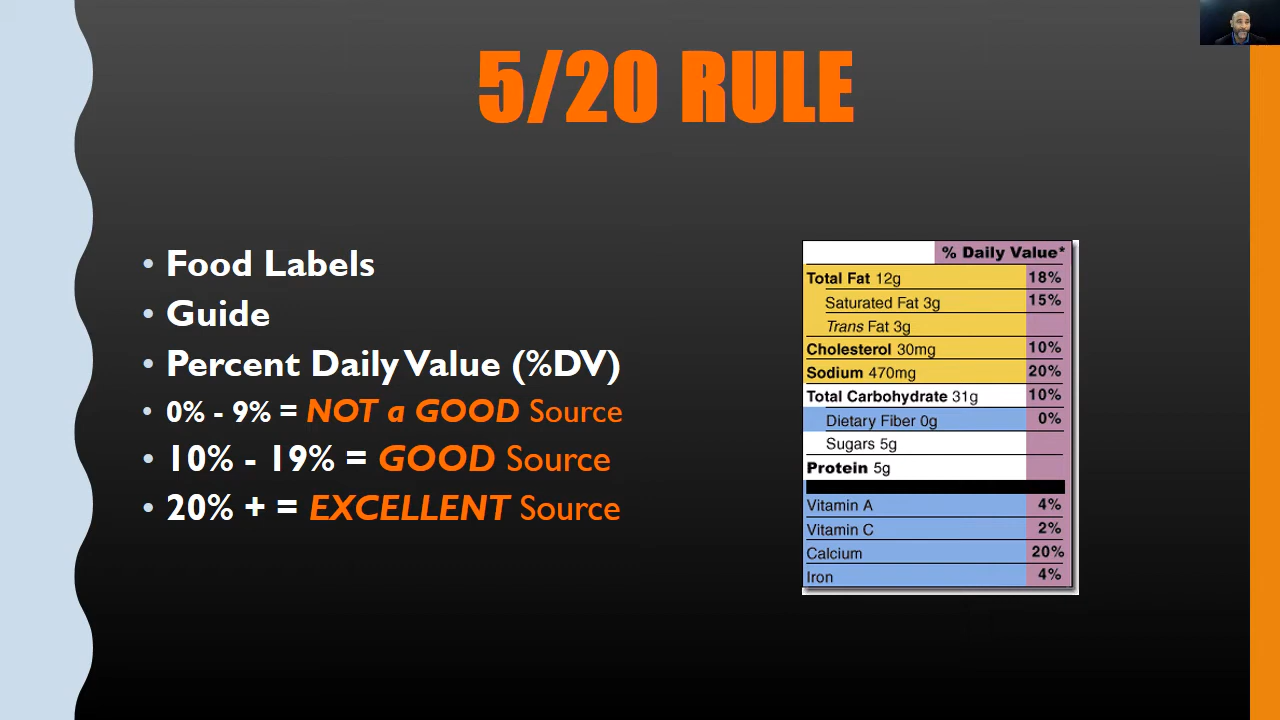 5/20 RULE
• Food Labels
• Guide
• Percent Daily Value (%DV)
• 0% - 9% = NOT a GOOD Source
• 10% - 19% = GOOD Source
• 20% + = EXCELLENT Source
% Daily Value*
Total Fat 12g 18%
Saturated Fat 3g 15%
Trans Fat 3g
Cholesterol 30mg 10%
Sodium 470mg 20%
Total Carbohydrate 31g 10%
Dietary Fiber 0g 0%
Sugars 5g
Protein 5g
Vitamin A 4%
Vitamin C 2%
Calcium 20%
Iron 4%